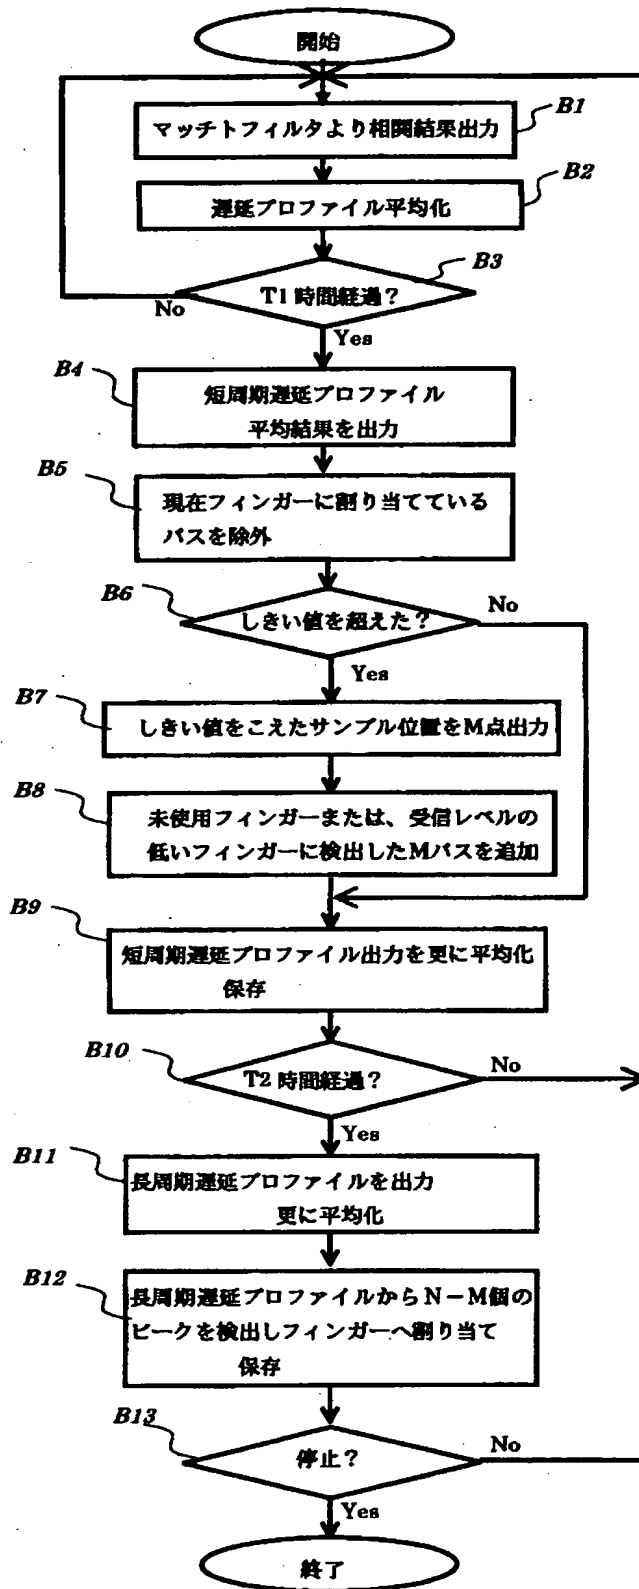 開始
B1
マッチトフィルタより相関結果出力
B2
遅延プロファイル平均化
B3
T1時間経過?
No
Yes
B4
短周期遅延プロファイル
平均結果を出力
B5
現在フィンガーに割り当てている
パスを除外
B6
しきい値を超えた?
No
Yes
B7
しきい値をこえたサンプル位置をM点出力
B8
未使用フィンガーまたは、受信レベルの
低いフィンガーに検出したMパスを追加
B9
短周期遅延プロファイル出力を更に平均化
保存
B10
T2時間経過?
No
Yes
B11
長周期遅延プロファイルを出力
更に平均化
B12
長周期遅延プロファイルからN-M個の
ピークを検出しフィンガーへ割り当て
保存
B13
停止?
No
Yes
終了